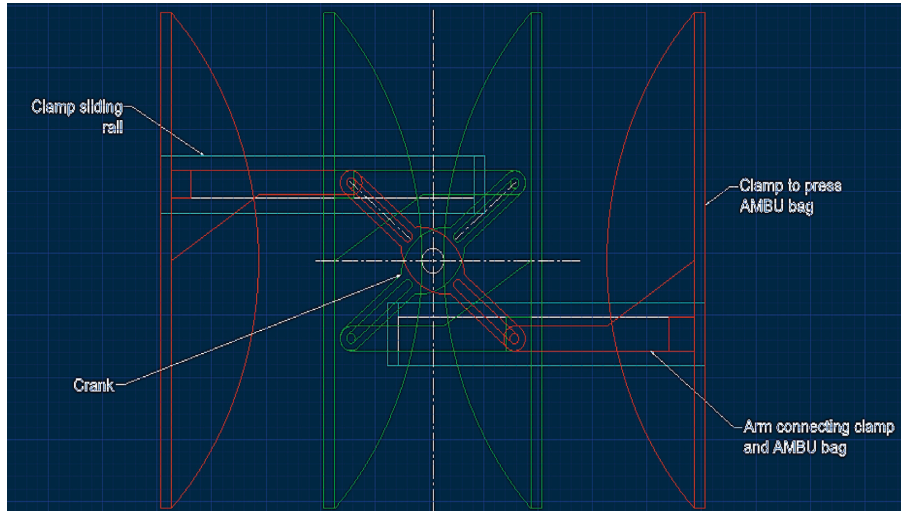 Clamp sliding
rail
Clamp to press
AMBU bag
Crank
Arm connecting clamp
and AMBU bag